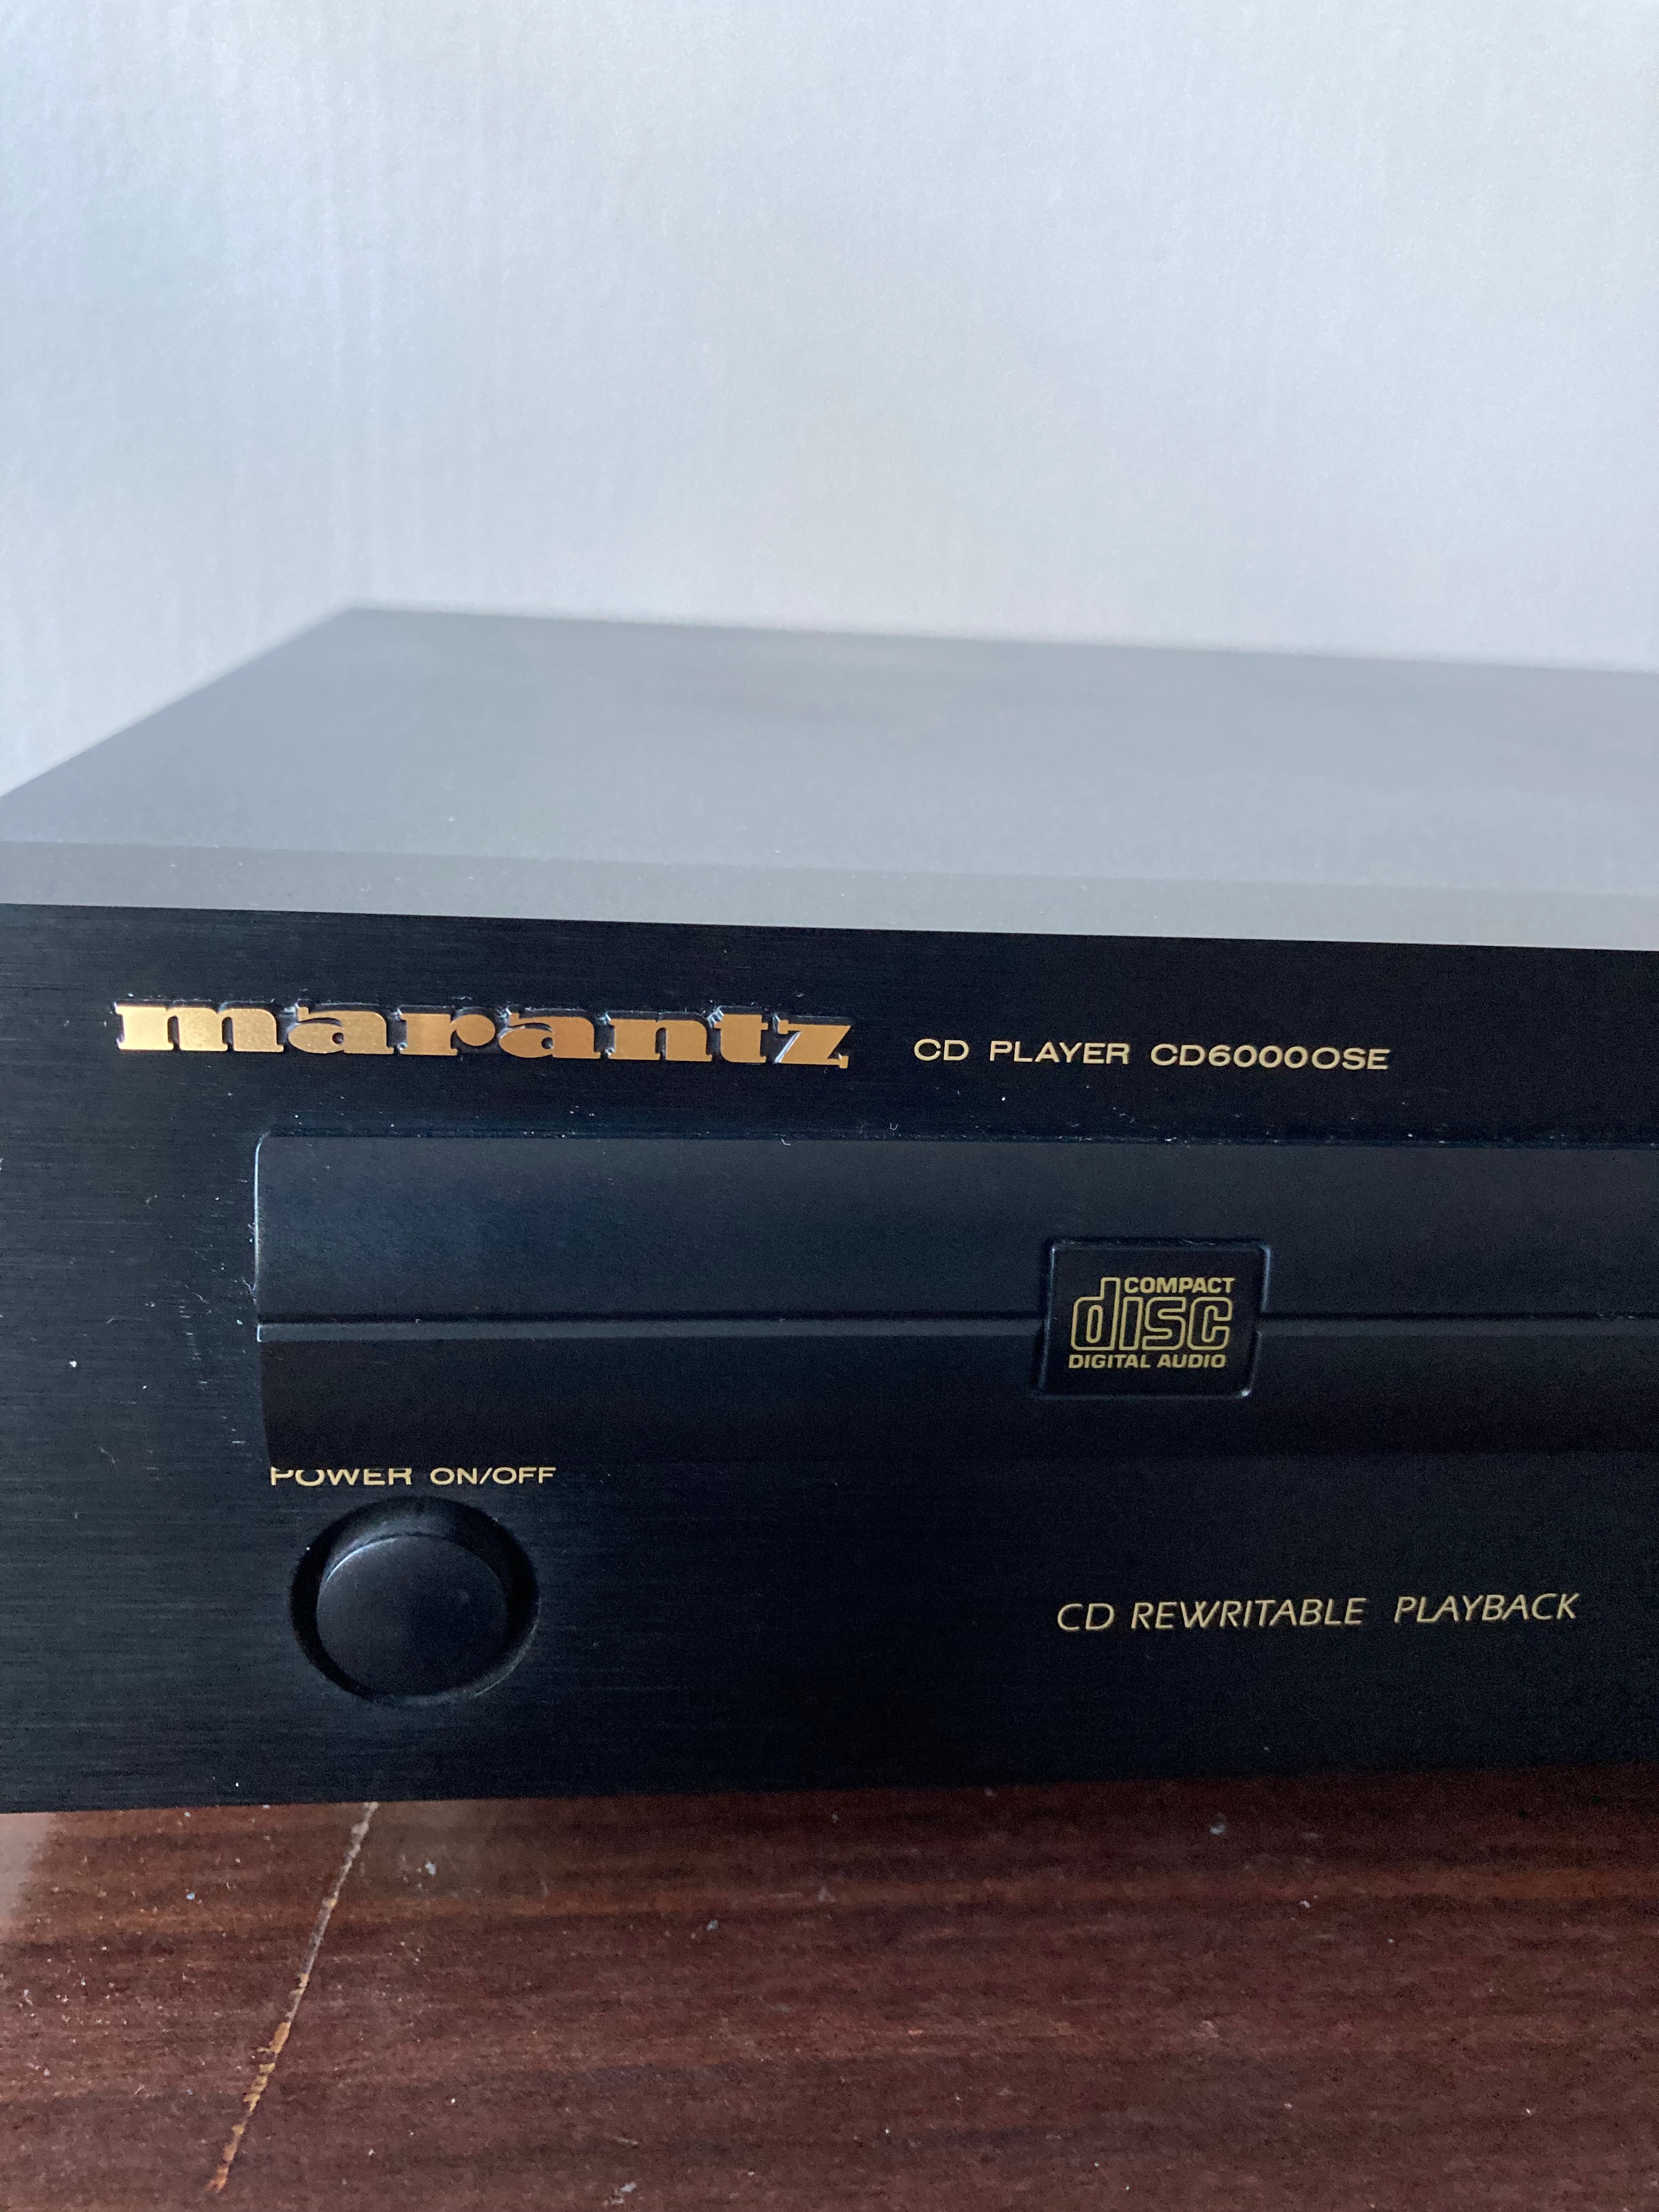 marantz CD PLAYER CD6000OSE
COMPACT
disc
DIGITAL AUDIO
POWER ON/OFF
CD REWRITABLE PLAYBACK